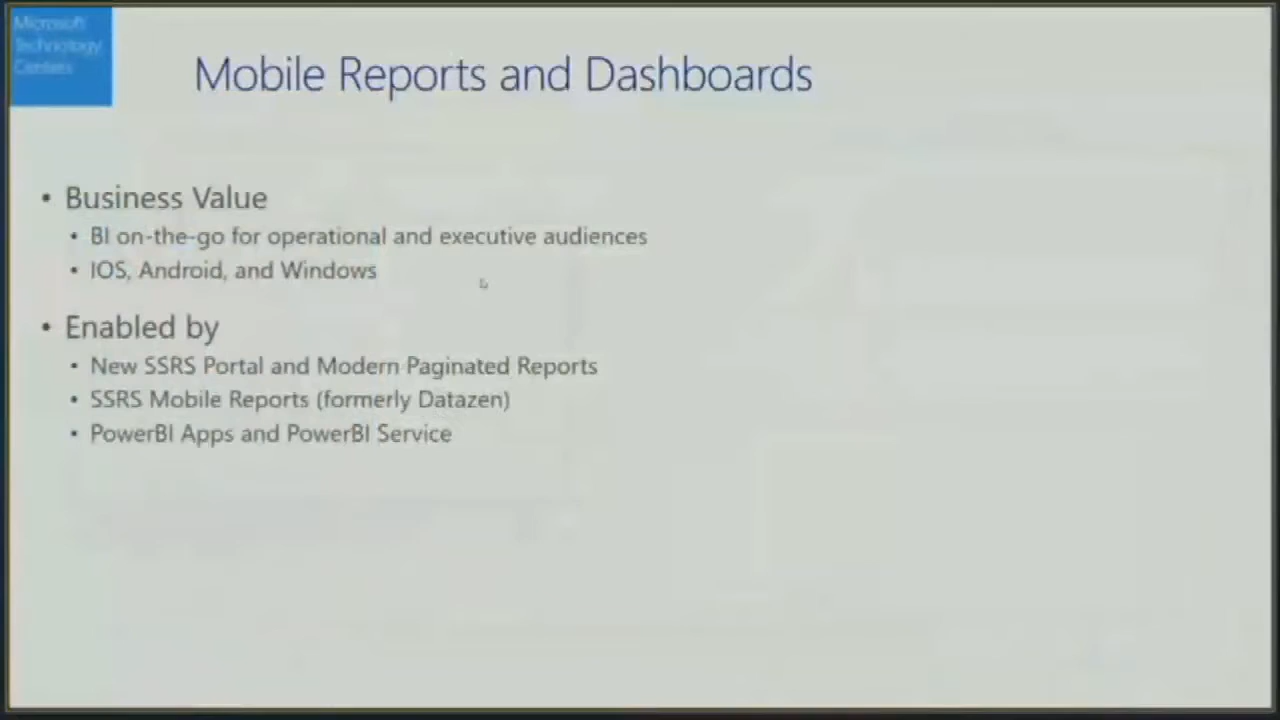 Microsoft
Technology
Centers
Mobile Reports and Dashboards
• Business Value
• BI on-the-go for operational and executive audiences
• IOS, Android, and Windows
• Enabled by
• New SSRS Portal and Modern Paginated Reports
• SSRS Mobile Reports (formerly Datazen)
• PowerBI Apps and PowerBI Service